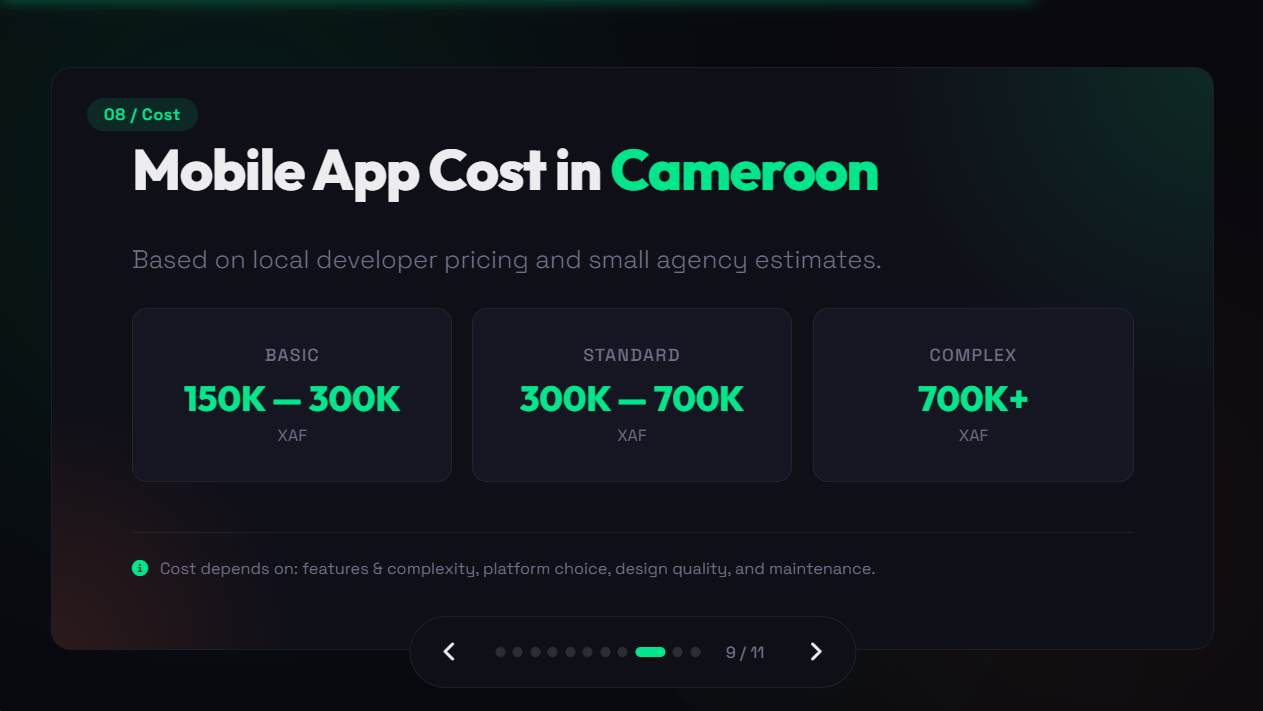 08 / Cost
Mobile App Cost in Cameroon
Based on local developer pricing and small agency estimates.
BASIC
150K — 300K
XAF
STANDARD
300K — 700K
XAF
COMPLEX
700K+
XAF
Cost depends on: features & complexity, platform choice, design quality, and maintenance.
9 / 11